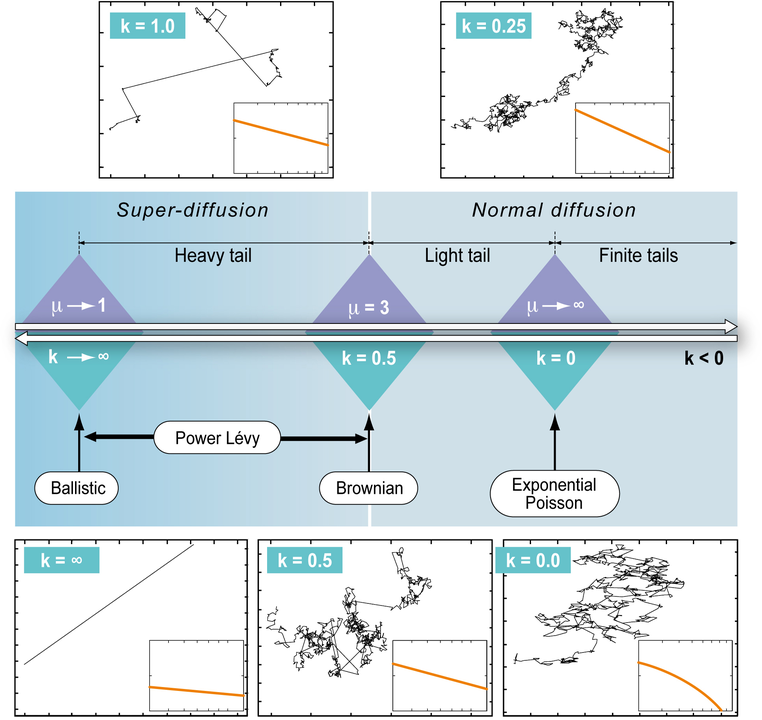 k = 1.0
k = 0.25
Super-diffusion
Normal diffusion
Heavy tail
Light tail
Finite tails
μ → 1
μ = 3
μ → ∞
k → ∞
k = 0.5
k = 0
k < 0
Power Lévy
Ballistic
Brownian
Exponential
Poisson
k = ∞
k = 0.5
k = 0.0